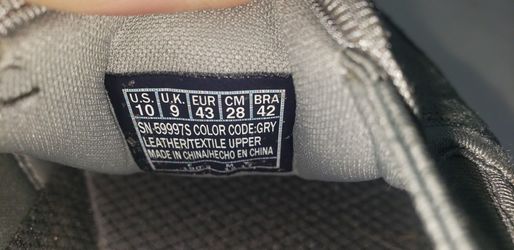 U.S. U.K. EUR CM BRA
10 9 43 28 42
SN-59997S COLOR CODE:GRY
LEATHER/TEXTILE UPPER
MADE IN CHINA/HECHO EN CHINA